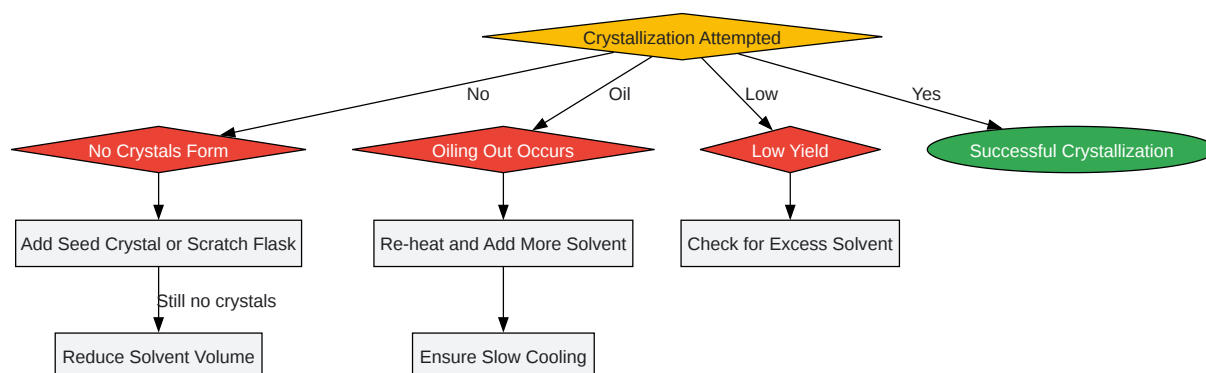 Crystallization Attempted
No
Oil
Low
Yes
No Crystals Form
Oiling Out Occurs
Low Yield
Successful Crystallization
Add Seed Crystal or Scratch Flask
Re-heat and Add More Solvent
Check for Excess Solvent
Still no crystals
Reduce Solvent Volume
Ensure Slow Cooling